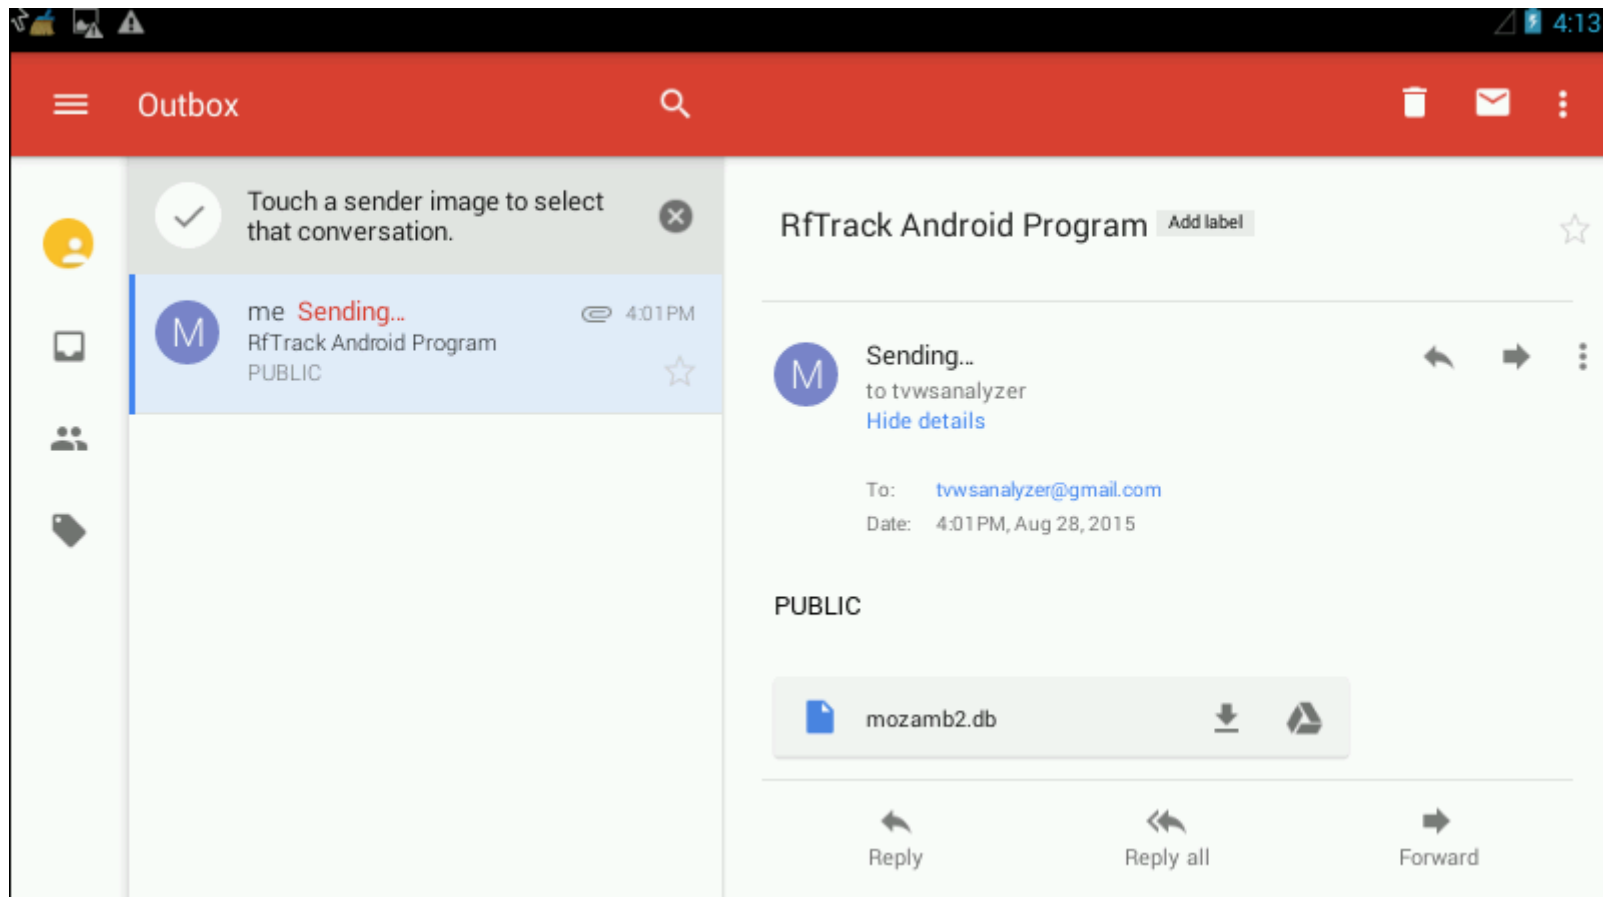 4:13
Outbox
Touch a sender image to select
that conversation.
M
me Sending...
4:01PM
RfTrack Android Program
PUBLIC
RfTrack Android Program
Add label
M
Sending...
to tvwsanalyzer
Hide details
To: tvwsanalyzer@gmail.com
Date: 4:01PM, Aug 28, 2015
PUBLIC
mozamb2.db
Reply
Reply all
Forward